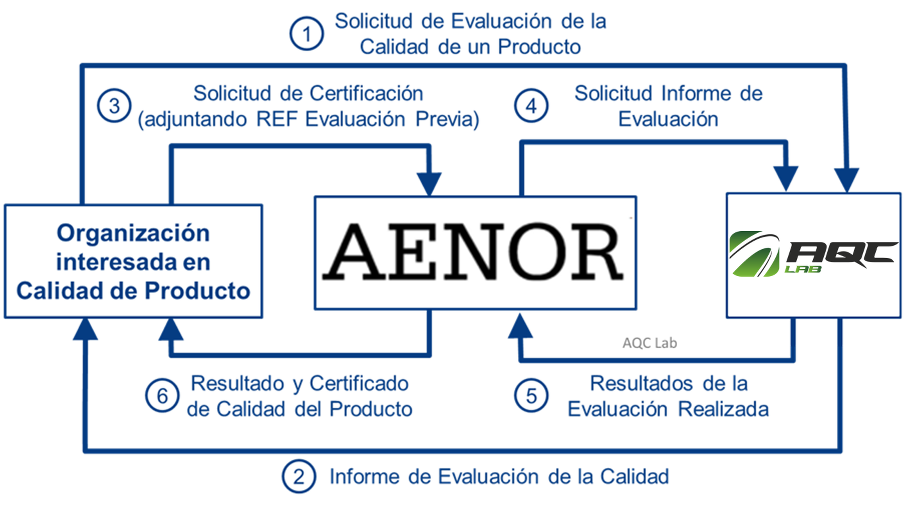 1 Solicitud de Evaluación de la
Calidad de un Producto
3 Solicitud de Certificación
(adjuntando REF Evaluación Previa)
4 Solicitud Informe de
Evaluación
Organización
interesada en
Calidad de Producto
AENOR
AQC
LAB
AQC Lab
6 Resultado y Certificado
de Calidad del Producto
5 Resultados de la
Evaluación Realizada
2 Informe de Evaluación de la Calidad